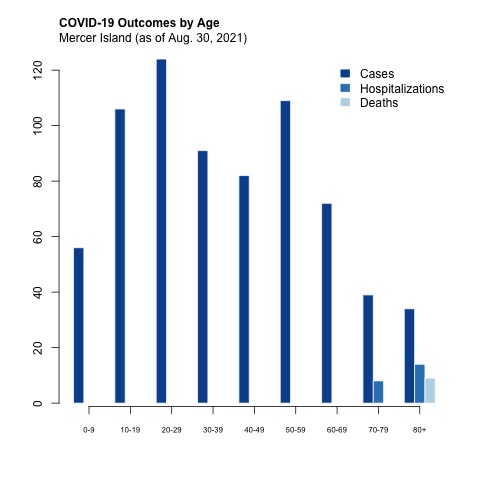 COVID-19 Outcomes by Age
Mercer Island (as of Aug. 30, 2021)
Cases
Hospitalizations
Deaths
120
100
80
60
40
20
0
0-9 10-19 20-29 30-39 40-49 50-59 60-69 70-79 80+